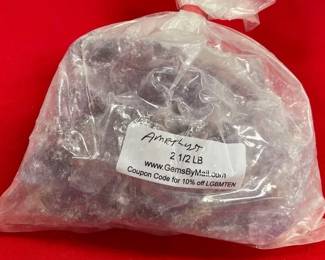 Amethyst
2 1/2 LB
www.GemsByMail.com
Coupon Code for 10% off LGBMTEN